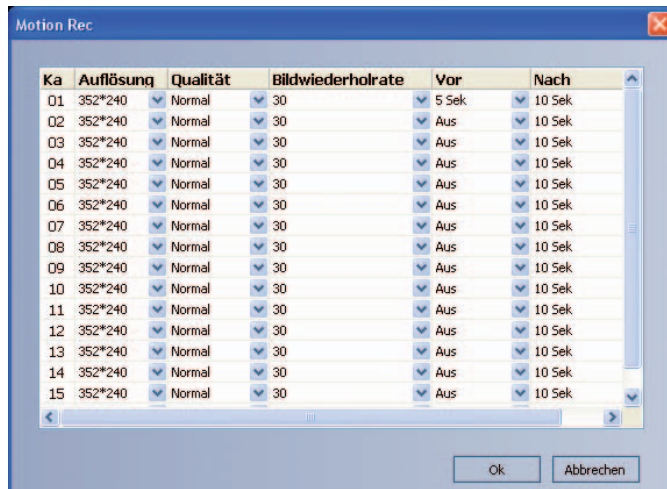 Motion Rec
Ka Auflösung Qualität Bildwiederholrate Vor Nach
01 352*240 Normal 30 5 Sek 10 Sek
02 352*240 Normal 30 Aus 10 Sek
03 352*240 Normal 30 Aus 10 Sek
04 352*240 Normal 30 Aus 10 Sek
05 352*240 Normal 30 Aus 10 Sek
06 352*240 Normal 30 Aus 10 Sek
07 352*240 Normal 30 Aus 10 Sek
08 352*240 Normal 30 Aus 10 Sek
09 352*240 Normal 30 Aus 10 Sek
10 352*240 Normal 30 Aus 10 Sek
11 352*240 Normal 30 Aus 10 Sek
12 352*240 Normal 30 Aus 10 Sek
13 352*240 Normal 30 Aus 10 Sek
14 352*240 Normal 30 Aus 10 Sek
15 352*240 Normal 30 Aus 10 Sek
Ok Abbrechen